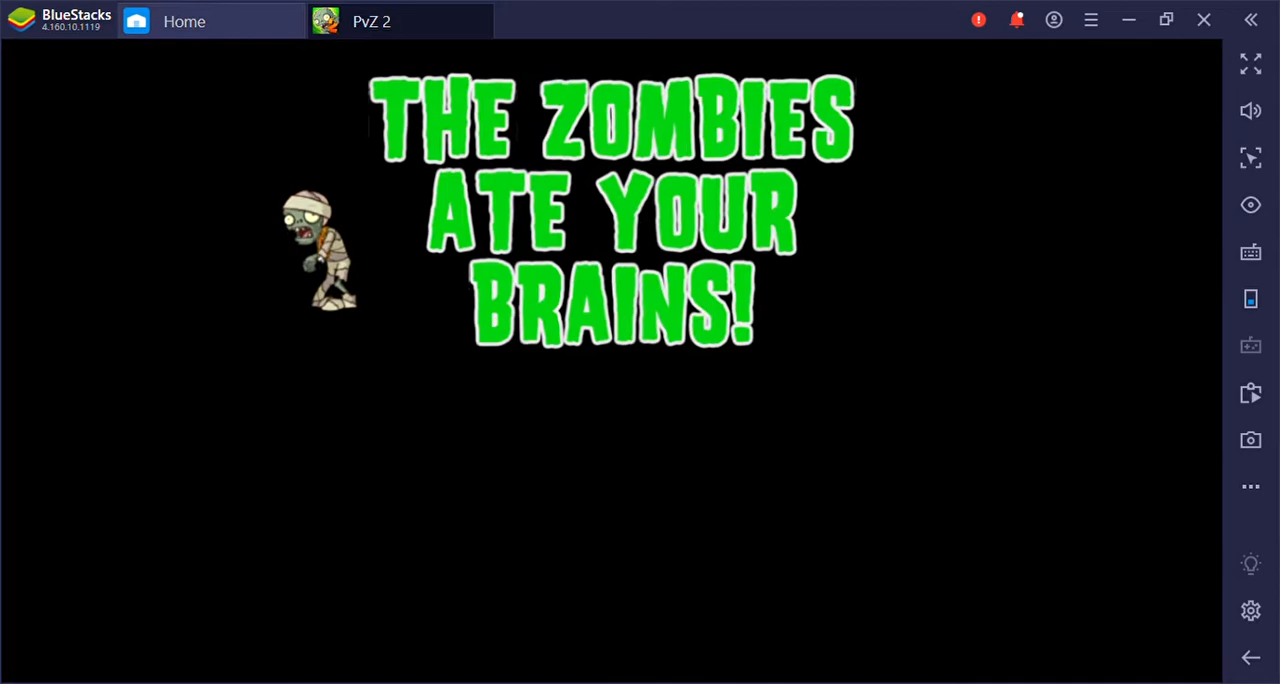 BlueStacks
4.160.10.1119
Home
PvZ 2
THE ZOMBIES
ATE YOUR
BRAINS!